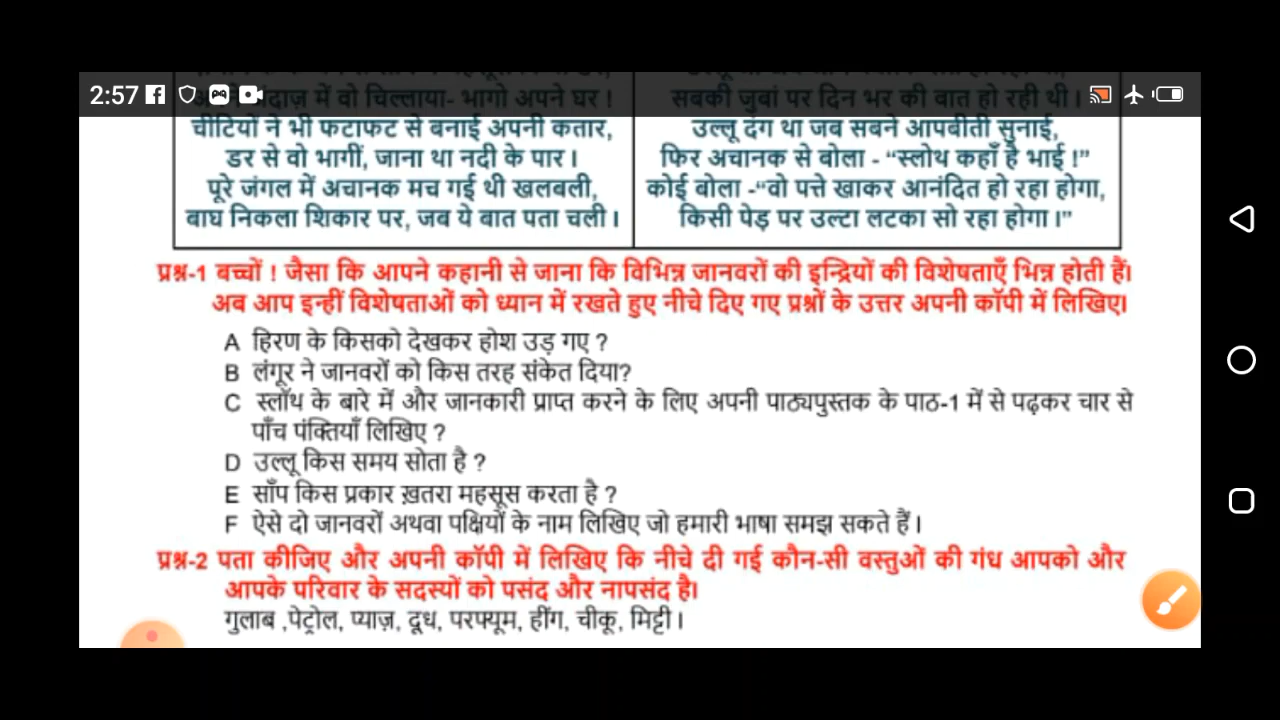 2:57
में वो चिल्लाया- भागो अपने घर !
चीटियों ने भी फटाफट से बनाई अपनी कतार,
डर से वो भागीं, जाना था नदी के पार ।
पूरे जंगल में अचानक मच गई थी खलबली,
बाघ निकला शिकार पर, जब ये बात पता चली ।
सबकी जुबां पर दिन भर की बात हो रही थी ।
उल्लू दंग था जब सबने आपबीती सुनाई,
फिर अचानक से बोला - “स्लोथ कहाँ है भाई !”
कोई बोला -“वो पत्ते खाकर आनंदित हो रहा होगा,
किसी पेड़ पर उल्टा लटका सो रहा होगा ।”
प्रश्न-1 बच्चों ! जैसा कि आपने कहानी से जाना कि विभिन्न जानवरों की इन्द्रियों की विशेषताएँ भिन्न होती हैं।
अब आप इन्हीं विशेषताओं को ध्यान में रखते हुए नीचे दिए गए प्रश्नों के उत्तर अपनी कॉपी में लिखिए।
A हिरण के किसको देखकर होश उड़ गए ?
B लंगूर ने जानवरों को किस तरह संकेत दिया?
C स्लॉथ के बारे में और जानकारी प्राप्त करने के लिए अपनी पाठ्यपुस्तक के पाठ-1 में से पढ़कर चार से
पाँच पंक्तियाँ लिखिए ?
D उल्लू किस समय सोता है ?
E साँप किस प्रकार ख़तरा महसूस करता है ?
F ऐसे दो जानवरों अथवा पक्षियों के नाम लिखिए जो हमारी भाषा समझ सकते हैं ।
प्रश्न-2 पता कीजिए और अपनी कॉपी में लिखिए कि नीचे दी गई कौन-सी वस्तुओं की गंध आपको और
आपके परिवार के सदस्यों को पसंद और नापसंद है।
गुलाब ,पेट्रोल, प्याज़, दूध, परफ्यूम, हींग, चीकू, मिट्टी ।